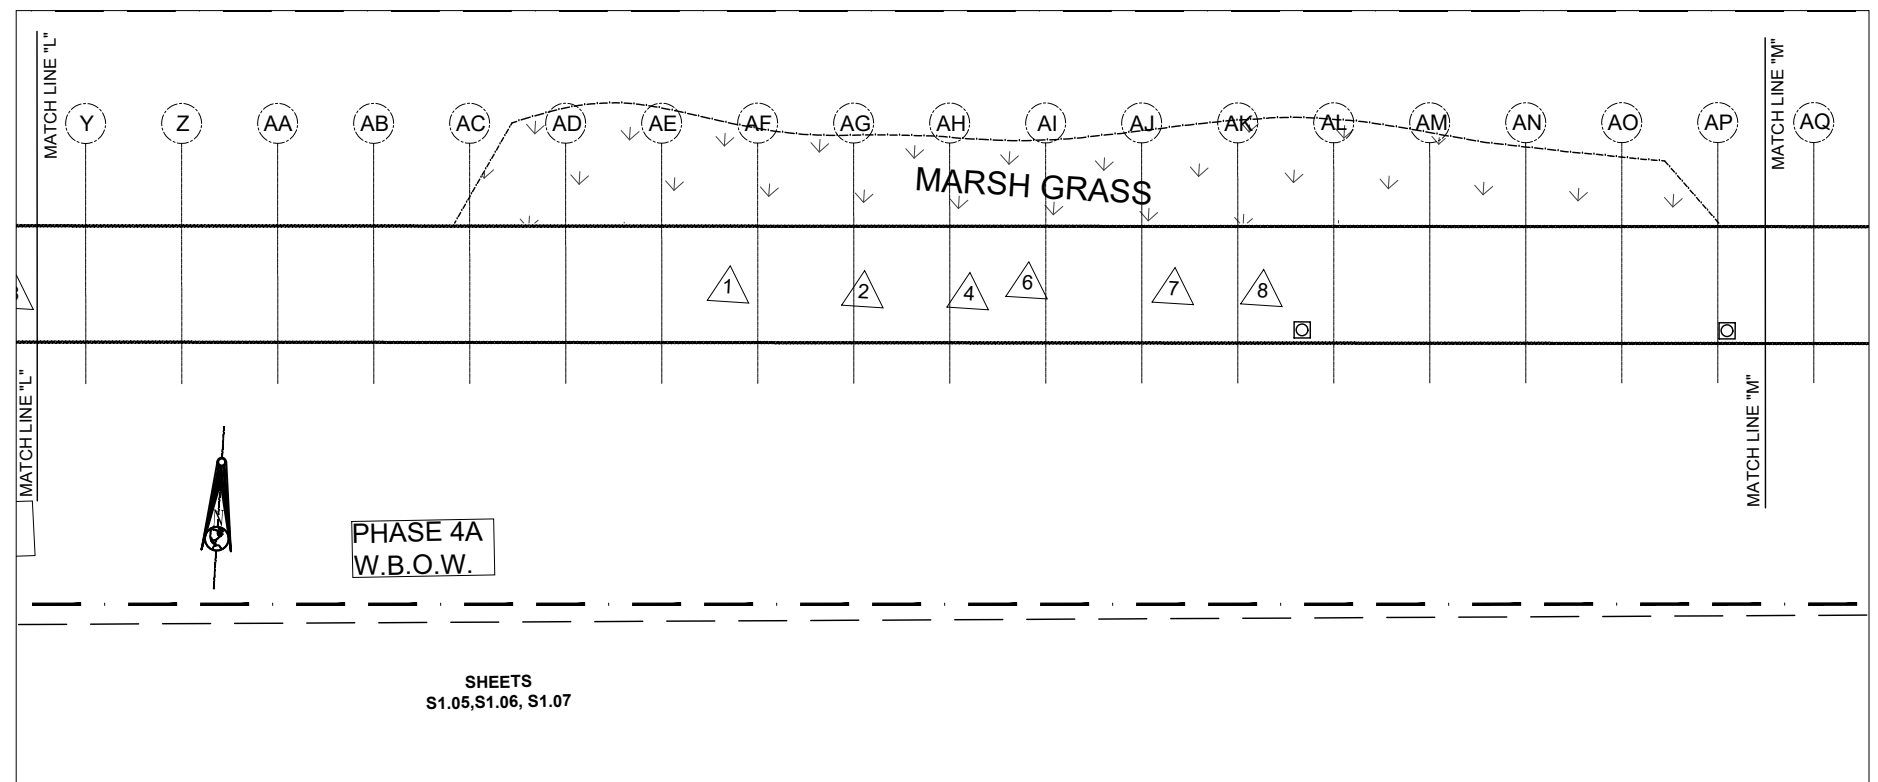 MATCH LINE "L"
MATCH LINE "M"
Y
Z
AA
AB
AC
AD
AE
AF
AG
AH
AI
AJ
AK
AL
AM
AN
AO
AP
AQ
MARSH GRASS
1
2
4
6
7
8
MATCH LINE "L"
MATCH LINE "M"
PHASE 4A
W.B.O.W.
SHEETS
S1.05,S1.06, S1.07